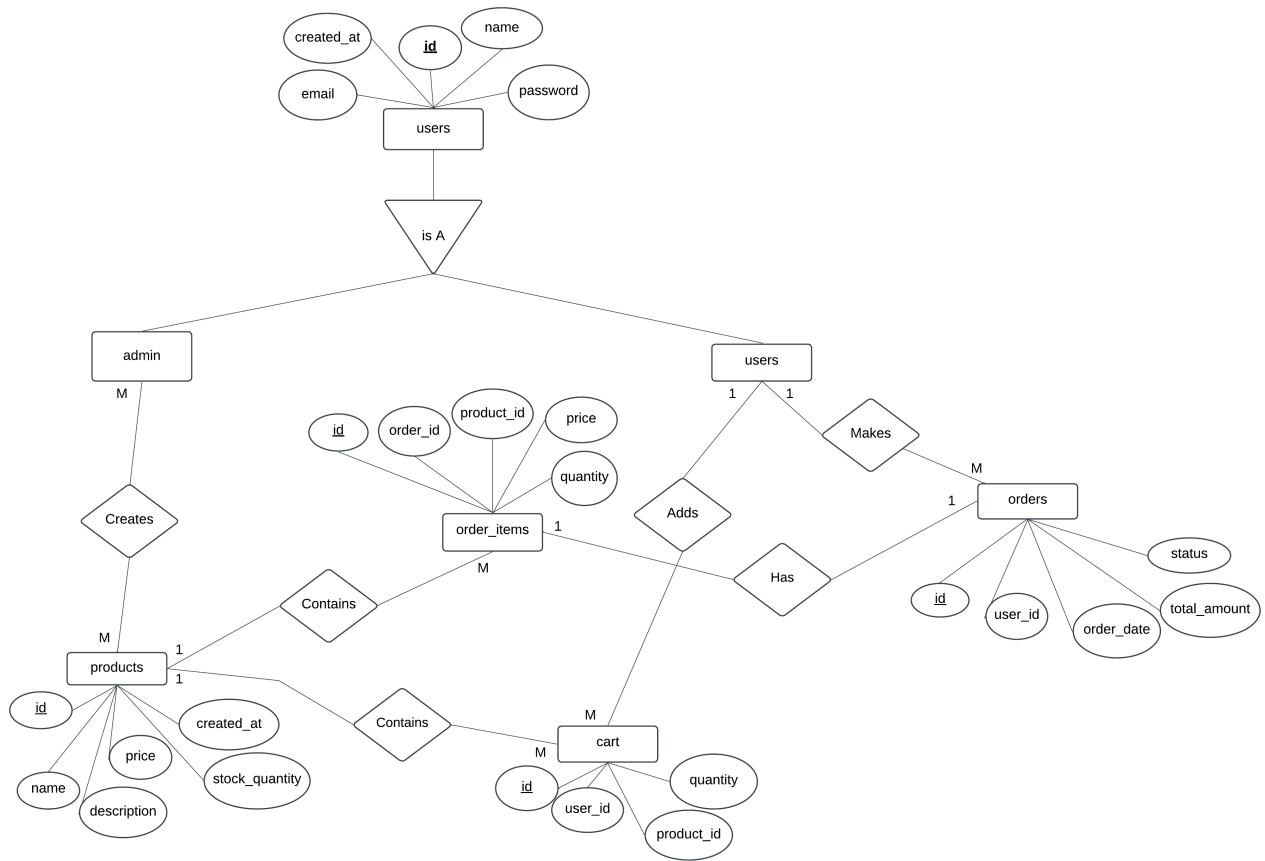 name
created_at
id
email
password
users
is A
admin
users
M
1
1
product_id
price
id
order_id
Makes
M
quantity
1
orders
Adds
Creates
order_items
1
M
status
Has
Contains
id
user_id
total_amount
order_date
M
1
products
1
id
created_at
Contains
M
cart
M
price
name
stock_quantity
description
id
quantity
user_id
product_id